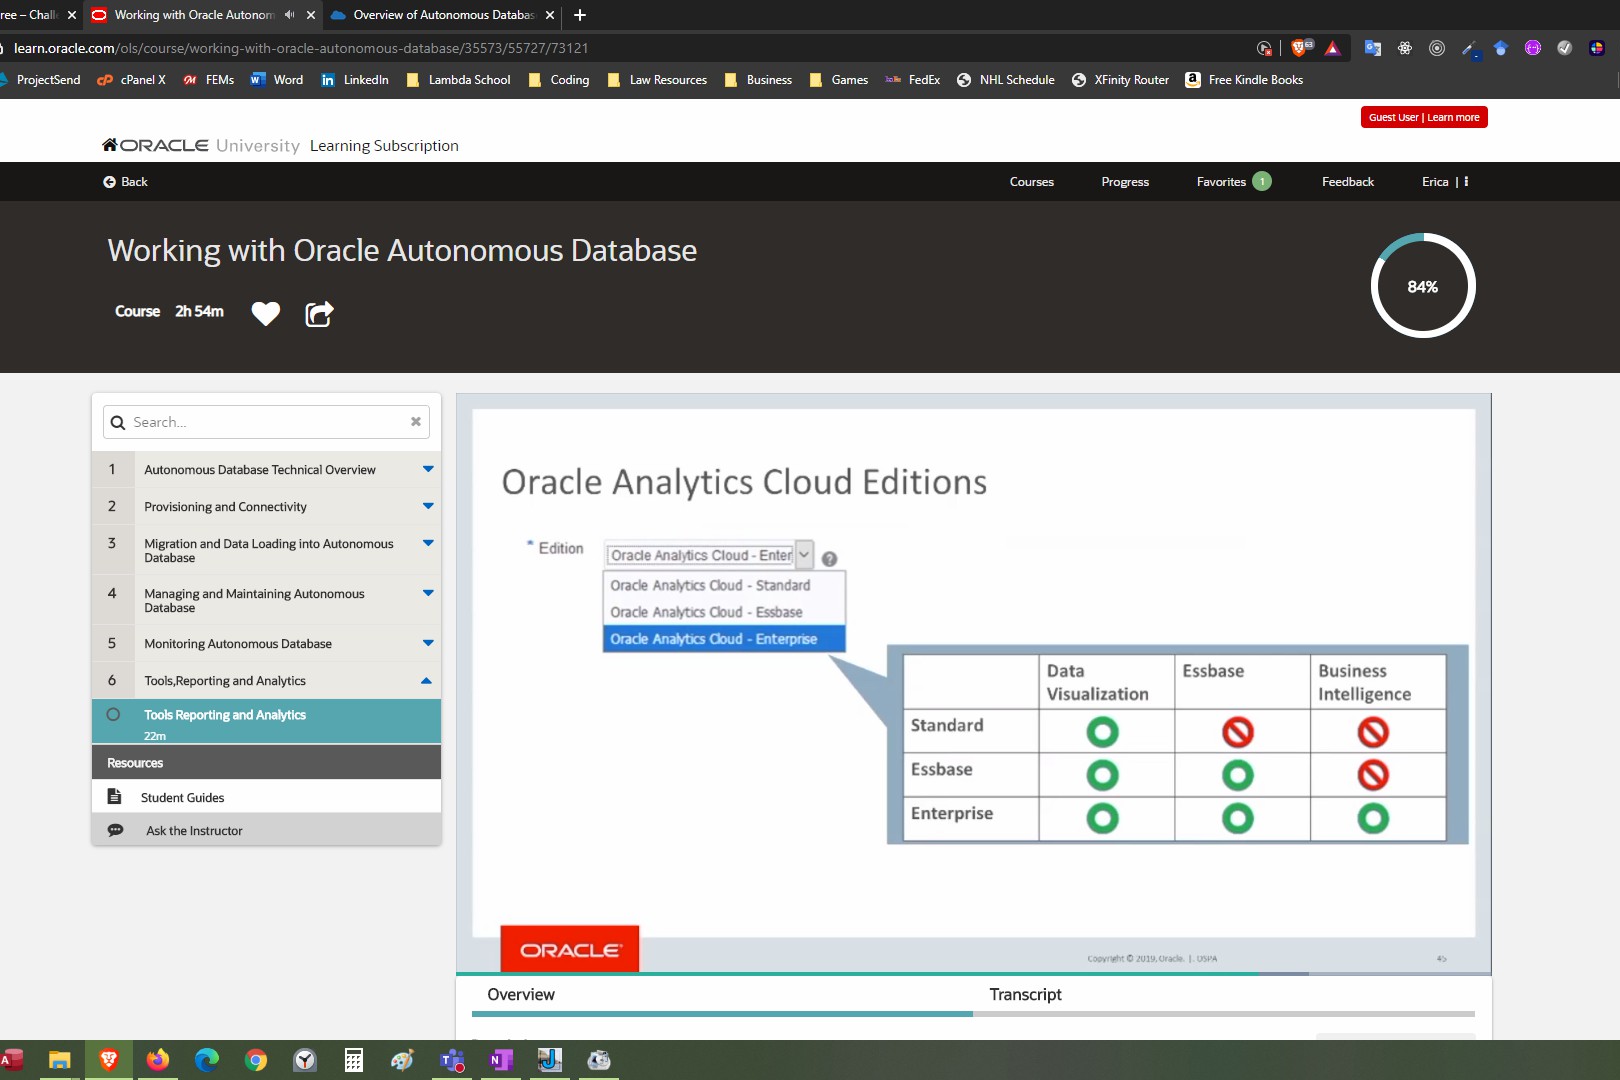 ree – Chall
Working with Oracle Autonom
Overview of Autonomous Databas
learn.oracle.com/ols/course/working-with-oracle-autonomous-database/35573/55727/73121
63
ProjectSend
cPanel X
FEMs
Word
LinkedIn
Lambda School
Coding
Law Resources
Business
Games
FedEx
NHL Schedule
XFinity Router
Free Kindle Books
Guest User | Learn more
ORACLE University Learning Subscription
Back
Courses
Progress
Favorites 1
Feedback
Erica |
Working with Oracle Autonomous Database
Course 2h 54m
84%
Search...
1 Autonomous Database Technical Overview
2 Provisioning and Connectivity
3 Migration and Data Loading into Autonomous
Database
4 Managing and Maintaining Autonomous
Database
5 Monitoring Autonomous Database
6 Tools,Reporting and Analytics
Tools Reporting and Analytics
22m
Resources
Student Guides
Ask the Instructor
Oracle Analytics Cloud Editions
* Edition
Oracle Analytics Cloud - Enter
Oracle Analytics Cloud - Standard
Oracle Analytics Cloud - Essbase
Oracle Analytics Cloud - Enterprise
Data
Visualization
Essbase
Business
Intelligence
Standard
Essbase
Enterprise
ORACLE
Copyright © 2019, Oracle. | . USPA
45
Overview
Transcript